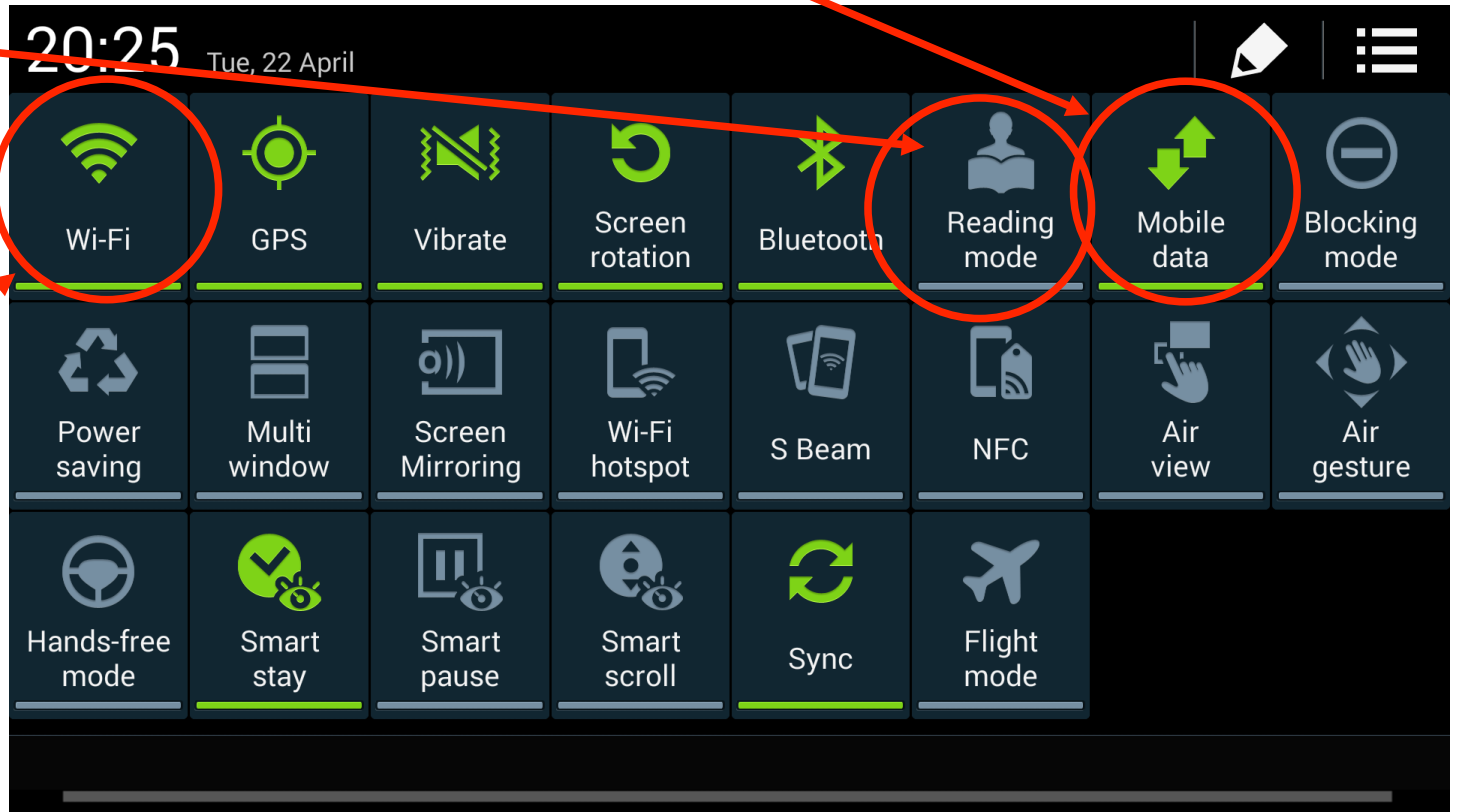 20:25 Tue, 22 April
Wi-Fi
GPS
Vibrate
Screen
rotation
Bluetooth
Reading
mode
Mobile
data
Blocking
mode
Power
saving
Multi
window
Screen
Mirroring
Wi-Fi
hotspot
S Beam
NFC
Air
view
Air
gesture
Hands-free
mode
Smart
stay
Smart
pause
Smart
scroll
Sync
Flight
mode